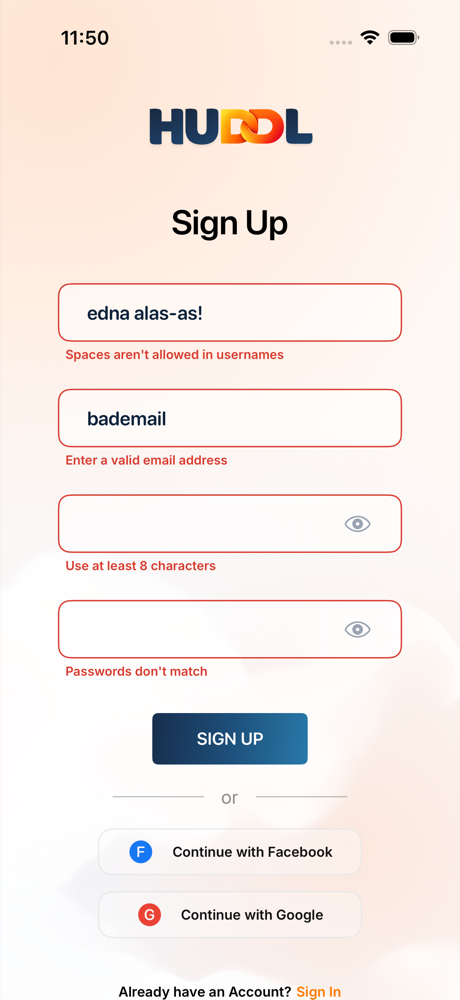 11:50
HUDDL
Sign Up
edna alas-as!
Spaces aren't allowed in usernames
bademail
Enter a valid email address
Use at least 8 characters
Passwords don't match
SIGN UP
or
F Continue with Facebook
G Continue with Google
Already have an Account? Sign In